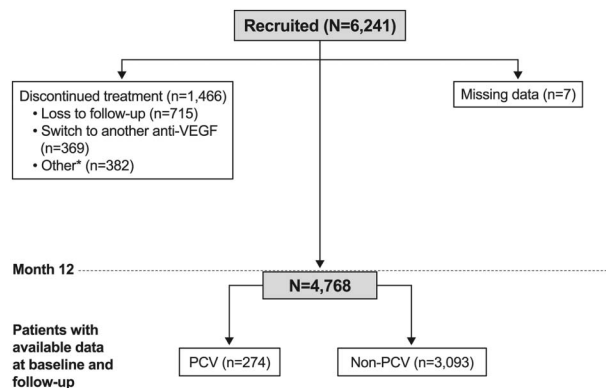 Recruited (N=6,241)
Discontinued treatment (n=1,466)
• Loss to follow-up (n=715)
• Switch to another anti-VEGF
(n=369)
• Other* (n=382)
Missing data (n=7)
Month 12
N=4,768
Patients with
available data
at baseline and
follow-up
PCV (n=274)
Non-PCV (n=3,093)